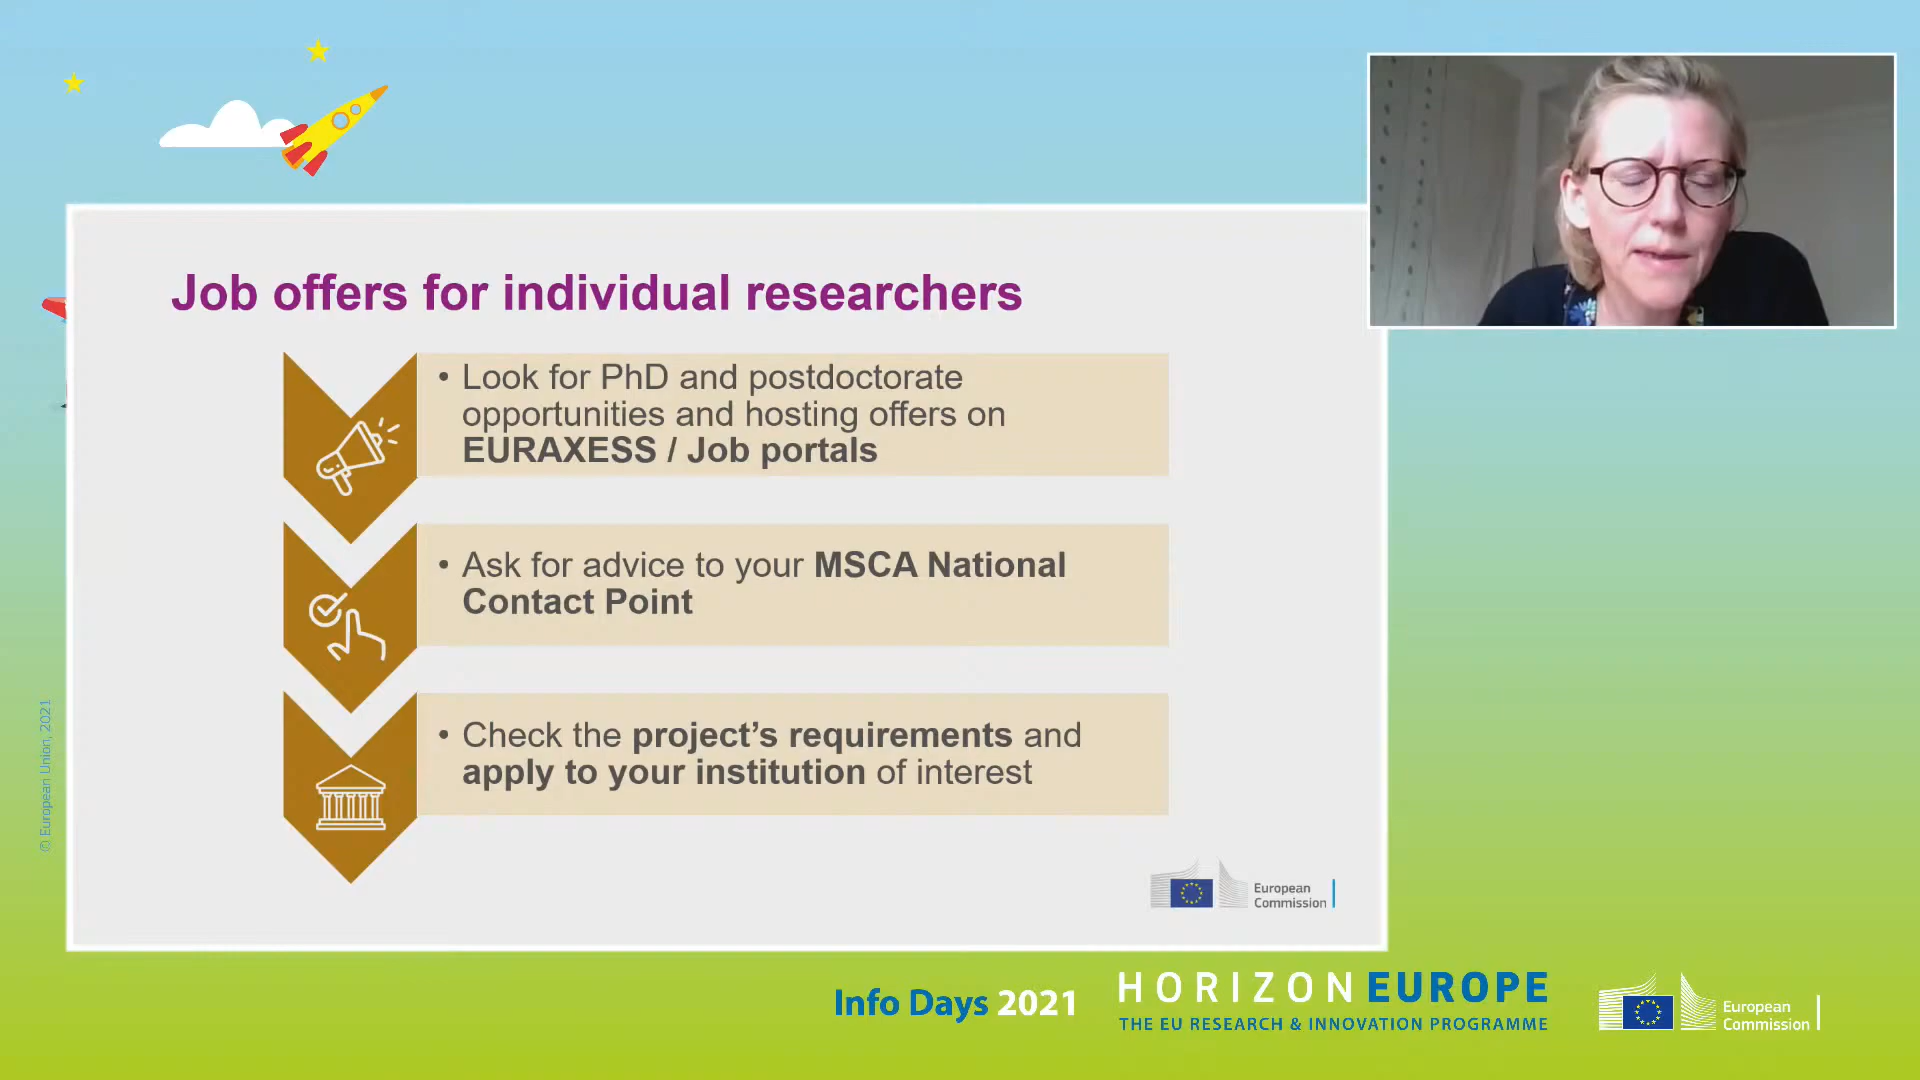 Job offers for individual researchers
• Look for PhD and postdoctorate
opportunities and hosting offers on
EURAXESS / Job portals
• Ask for advice to your MSCA National
Contact Point
• Check the project’s requirements and
apply to your institution of interest
European
Commission
© European Union, 2021
Info Days 2021
HORIZON EUROPE
THE EU RESEARCH & INNOVATION PROGRAMME
European
Commission